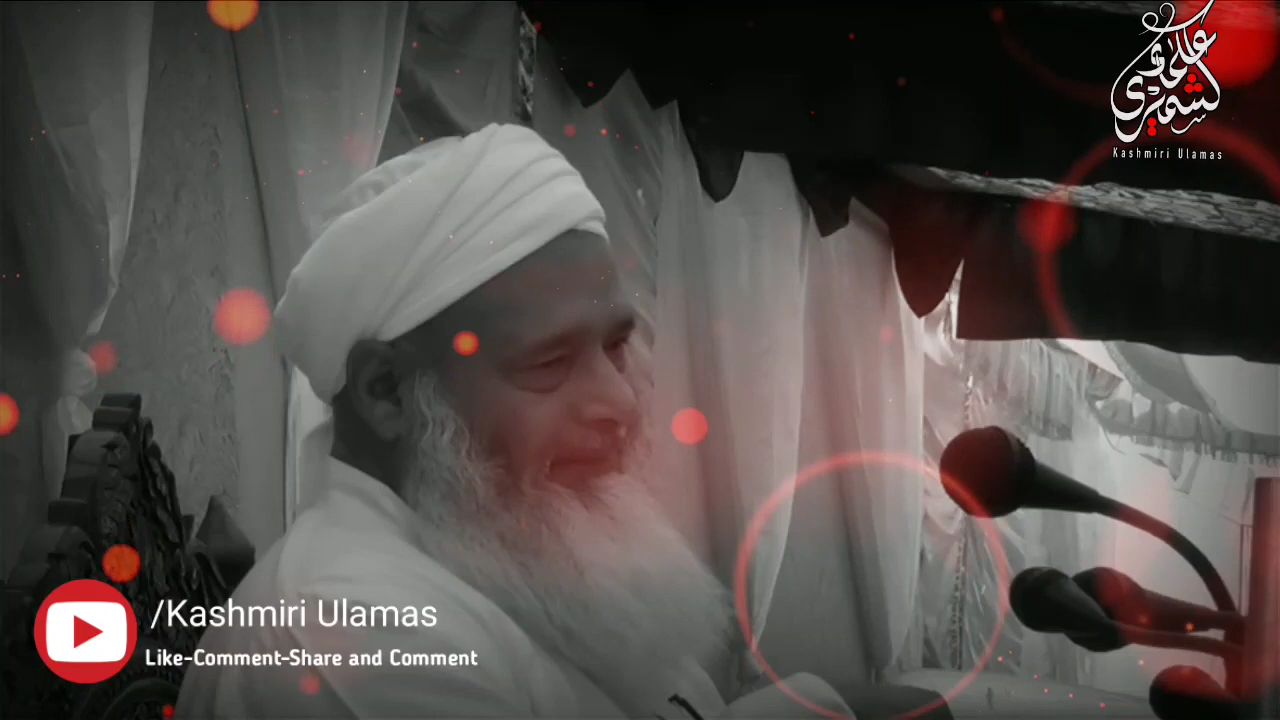 علمائے کشمیر
Kashmiri Ulamas
/Kashmiri Ulamas
Like-Comment-Share and Comment